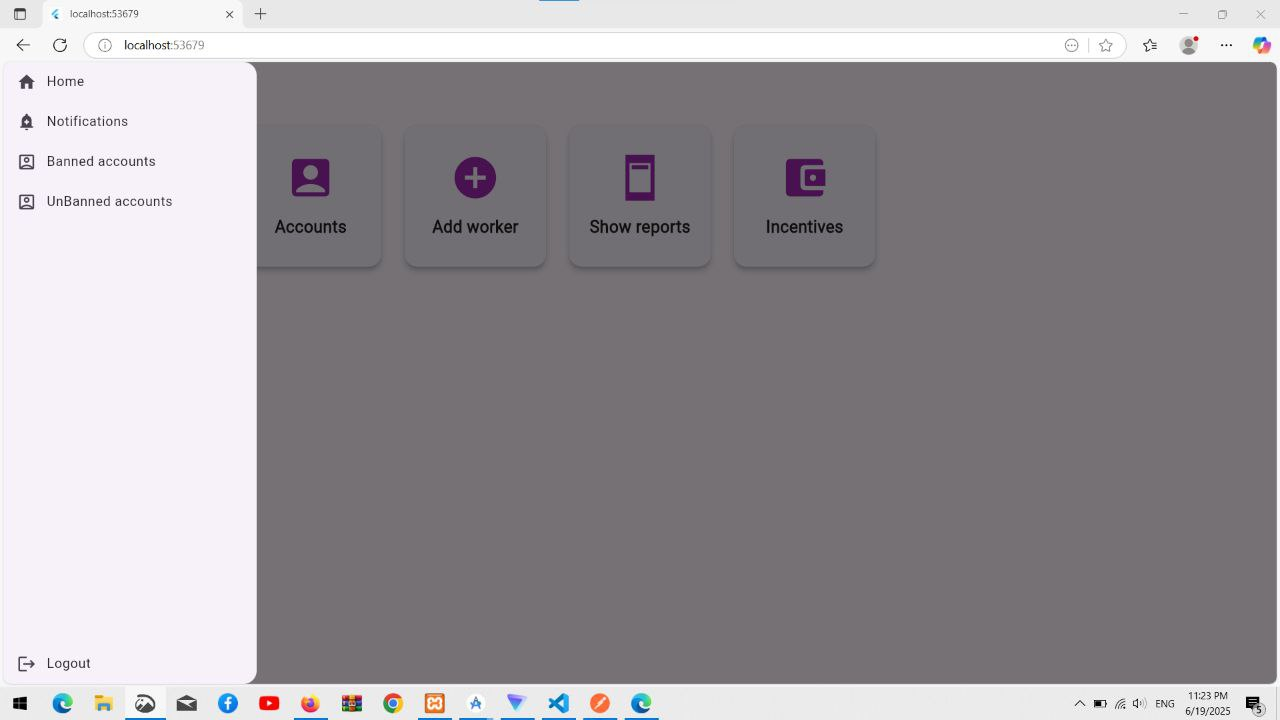 localhost:53679
localhost:53679
Home
Notifications
Banned accounts
UnBanned accounts
Accounts
Add worker
Show reports
Incentives
Logout
ENG
11:23 PM
6/19/2025
5